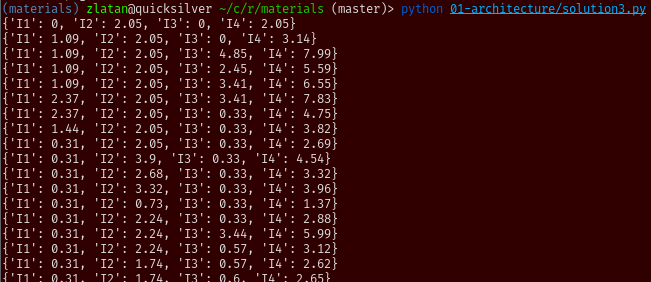 (materials) zlatan@quicksilver ~/c/r/materials (master)> python 01-architecture/solution3.py
{'I1': 0, 'I2': 2.05, 'I3': 0, 'I4': 2.05}
{'I1': 1.09, 'I2': 2.05, 'I3': 0, 'I4': 3.14}
{'I1': 1.09, 'I2': 2.05, 'I3': 4.85, 'I4': 7.99}
{'I1': 1.09, 'I2': 2.05, 'I3': 2.45, 'I4': 5.59}
{'I1': 1.09, 'I2': 2.05, 'I3': 3.41, 'I4': 6.55}
{'I1': 2.37, 'I2': 2.05, 'I3': 3.41, 'I4': 7.83}
{'I1': 2.37, 'I2': 2.05, 'I3': 0.33, 'I4': 4.75}
{'I1': 1.44, 'I2': 2.05, 'I3': 0.33, 'I4': 3.82}
{'I1': 0.31, 'I2': 2.05, 'I3': 0.33, 'I4': 2.69}
{'I1': 0.31, 'I2': 3.9, 'I3': 0.33, 'I4': 4.54}
{'I1': 0.31, 'I2': 2.68, 'I3': 0.33, 'I4': 3.32}
{'I1': 0.31, 'I2': 3.32, 'I3': 0.33, 'I4': 3.96}
{'I1': 0.31, 'I2': 0.73, 'I3': 0.33, 'I4': 1.37}
{'I1': 0.31, 'I2': 2.24, 'I3': 0.33, 'I4': 2.88}
{'I1': 0.31, 'I2': 2.24, 'I3': 3.44, 'I4': 5.99}
{'I1': 0.31, 'I2': 2.24, 'I3': 0.57, 'I4': 3.12}
{'I1': 0.31, 'I2': 1.74, 'I3': 0.57, 'I4': 2.62}
{'I1': 0.31, 'I2': 1.74, 'I3': 0.6, 'I4': 2.65}